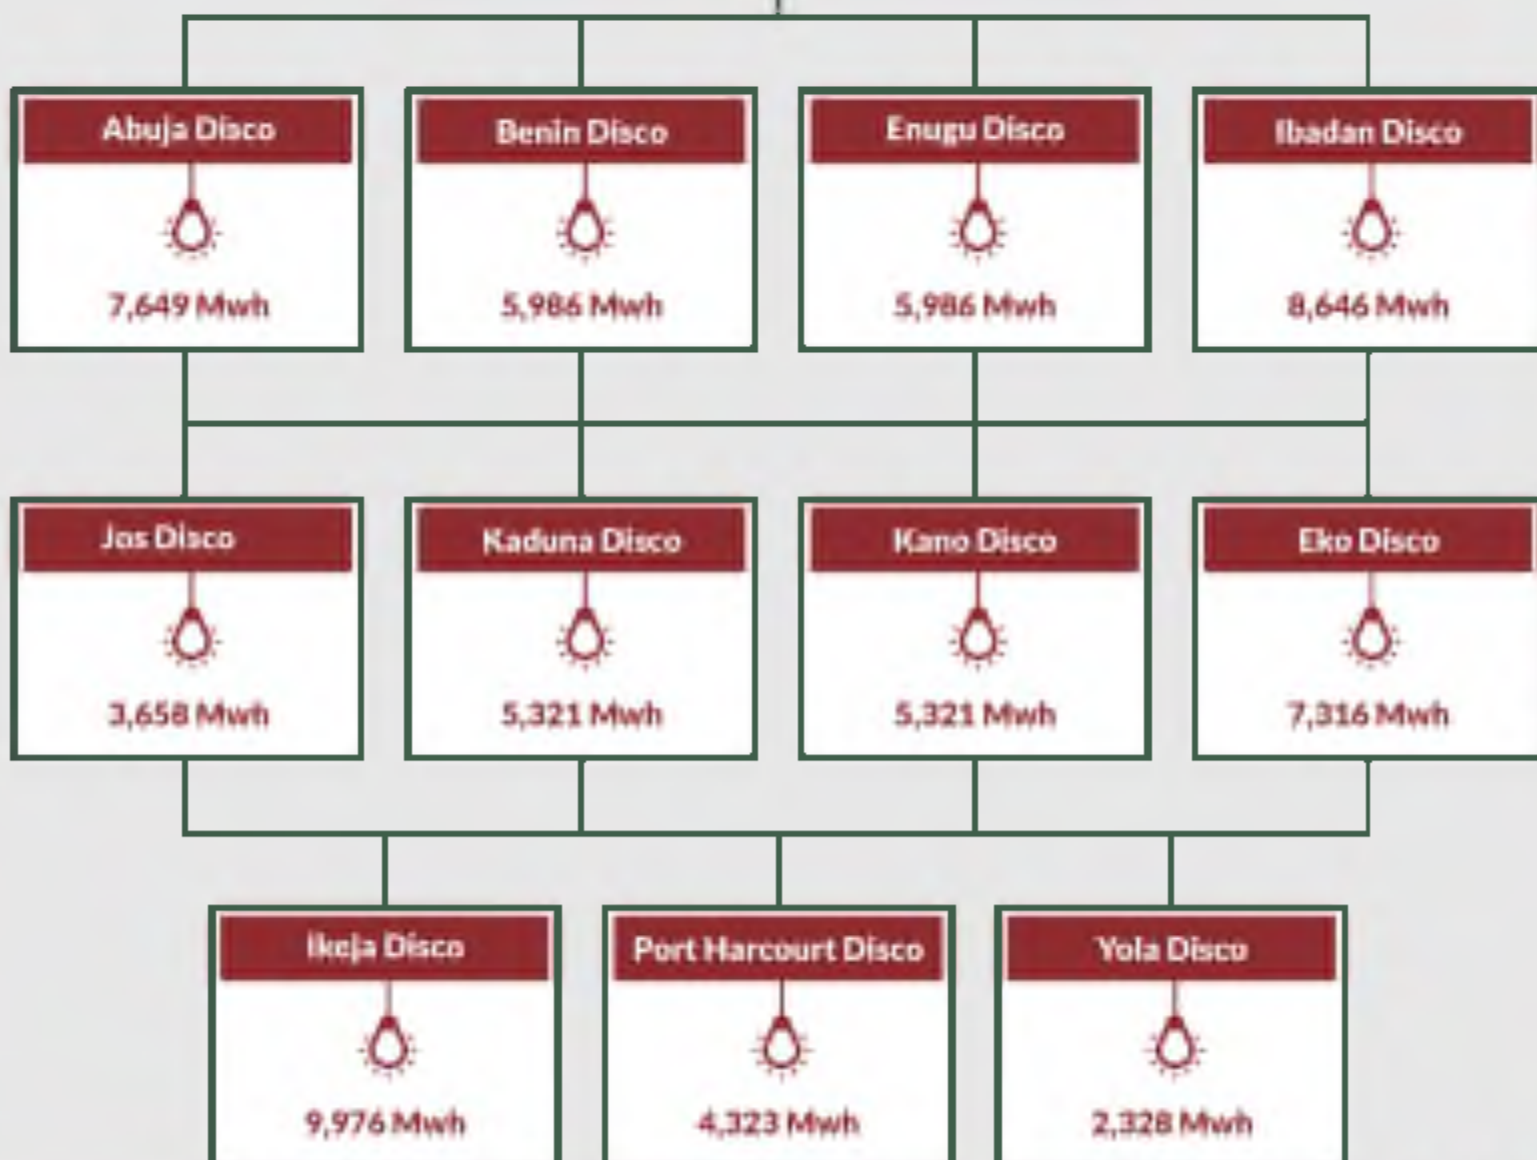 Abuja Disco
7,649 Mwh
Benin Disco
5,986 Mwh
Enugu Disco
5,986 Mwh
Ibadan Disco
8,646 Mwh
Jos Disco
3,658 Mwh
Kaduna Disco
5,321 Mwh
Kano Disco
5,321 Mwh
Eko Disco
7,316 Mwh
Ikeja Disco
9,976 Mwh
Port Harcourt Disco
4,323 Mwh
Yola Disco
2,328 Mwh